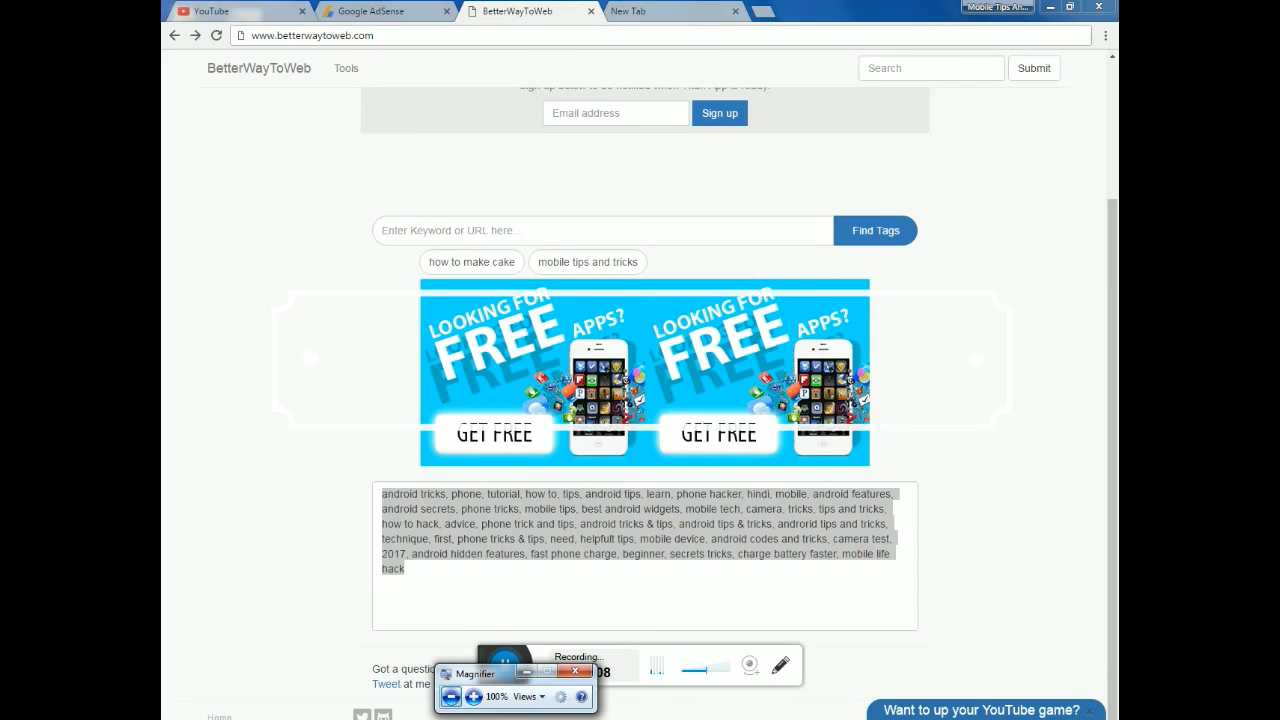 YouTube
Google AdSense
BetterWayToWeb
New Tab
Mobile Tips An...
www.betterwaytoweb.com
BetterWayToWeb
Tools
Search
Submit
Email address
Sign up
Enter Keyword or URL here...
Find Tags
how to make cake
mobile tips and tricks
LOOKING FOR
FREE APPS?
GET FREE
LOOKING FOR
FREE APPS?
GET FREE
android tricks, phone, tutorial, how to, tips, android tips, learn, phone hacker, hindi, mobile, android features,
android secrets, phone tricks, mobile tips, best android widgets, mobile tech, camera, tricks, tips and tricks,
how to hack, advice, phone trick and tips, android tricks & tips, android tips & tricks, androrid tips and tricks,
technique, first, phone tricks & tips, need, helpfult tips, mobile device, android codes and tricks, camera test,
2017, android hidden features, fast phone charge, beginner, secrets tricks, charge battery faster, mobile life
hack
Recording...
08
Got a
Tweet at me
Magnifier
100% Views
Home
Want to up your YouTube game?